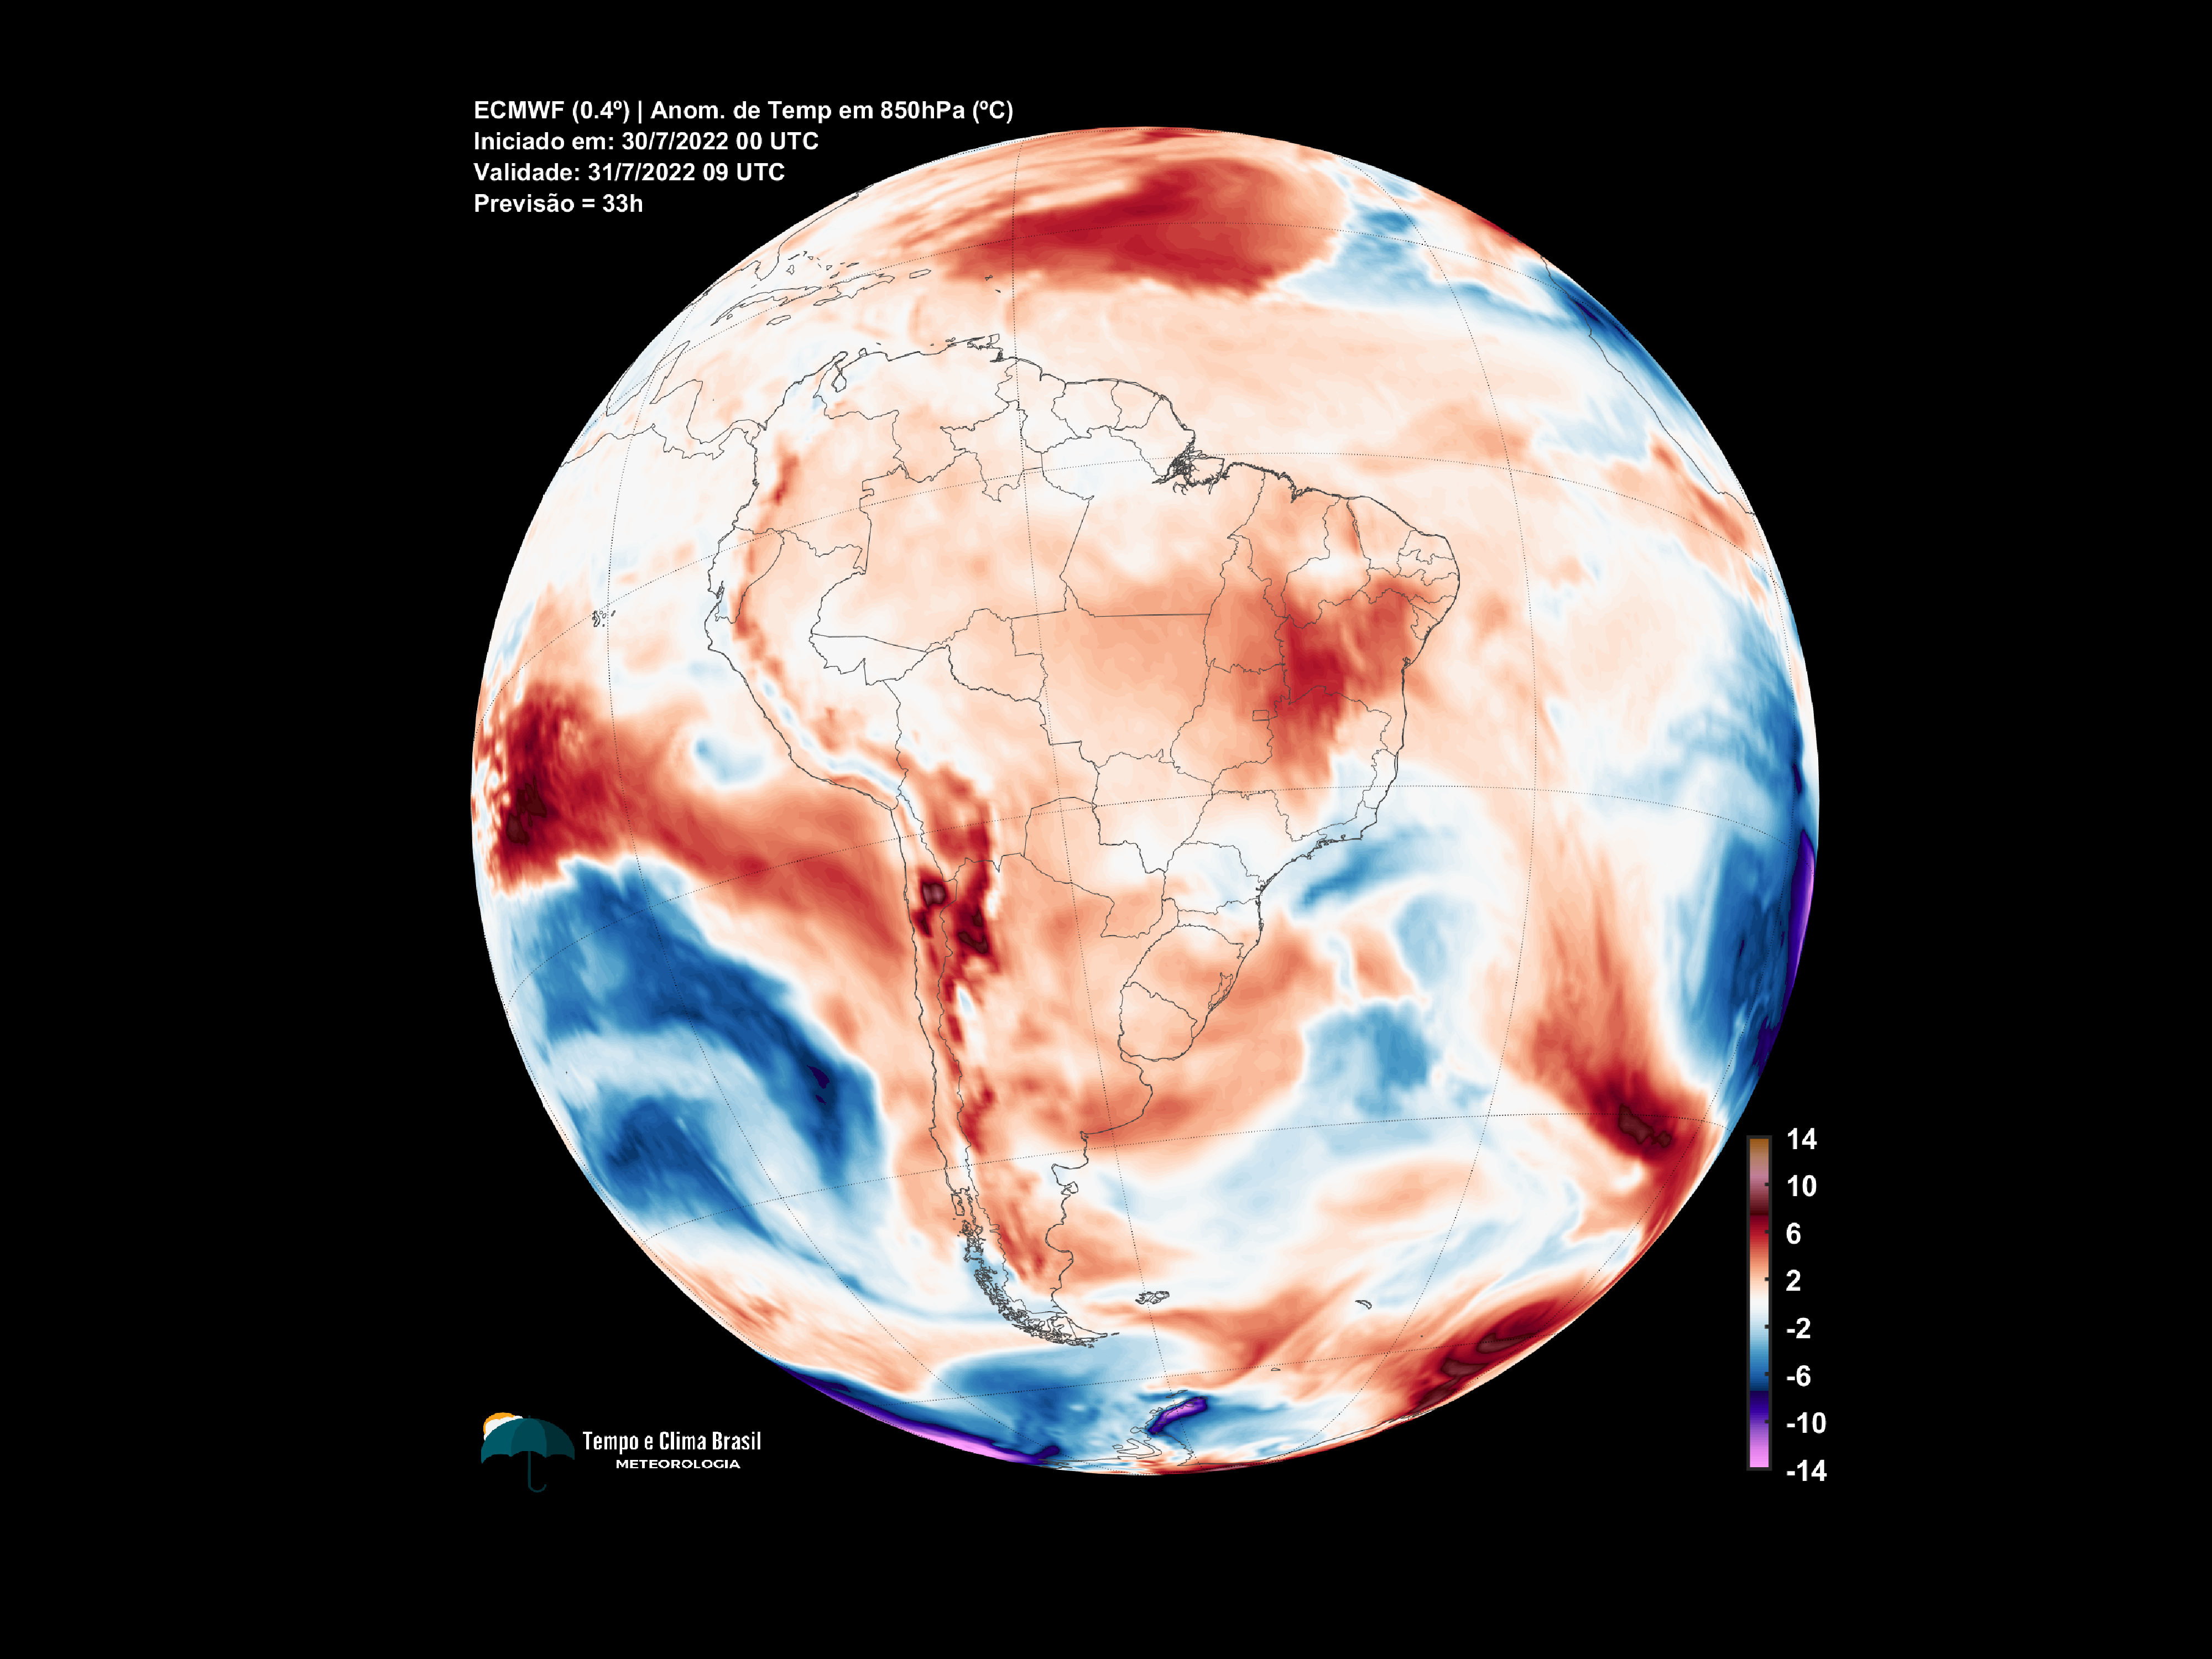 ECMWF (0.4º) | Anom. de Temp em 850hPa (ºC)
Iniciado em: 30/7/2022 00 UTC
Validade: 31/7/2022 09 UTC
Previsão = 33h
14
10
6
2
-2
-6
-10
-14
Tempo e Clima Brasil
METEOROLOGIA